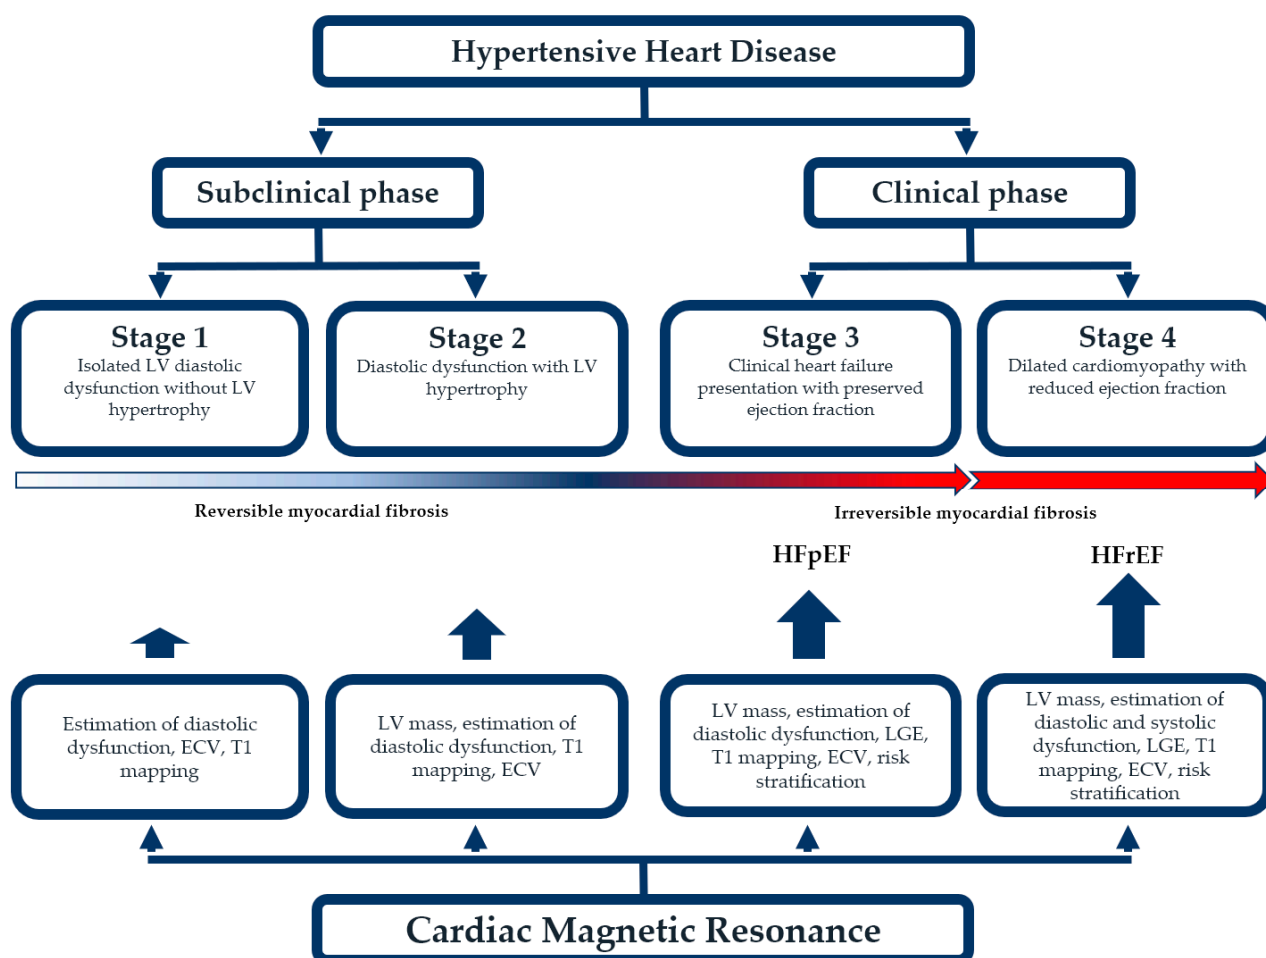 Hypertensive Heart Disease
Subclinical phase
Clinical phase
Stage 1
Isolated LV diastolic
dysfunction without LV
hypertrophy
Stage 2
Diastolic dysfunction with LV
hypertrophy
Stage 3
Clinical heart failure
presentation with preserved
ejection fraction
Stage 4
Dilated cardiomyopathy with
reduced ejection fraction
Reversible myocardial fibrosis
Irreversible myocardial fibrosis
HFpEF
HFrEF
Estimation of diastolic
dysfunction, ECV, T1
mapping
LV mass, estimation of
diastolic dysfunction, T1
mapping, ECV
LV mass, estimation of
diastolic dysfunction, LGE,
T1 mapping, ECV, risk
stratification
LV mass, estimation of
diastolic and systolic
dysfunction, LGE, T1
mapping, ECV, risk
stratification
Cardiac Magnetic Resonance